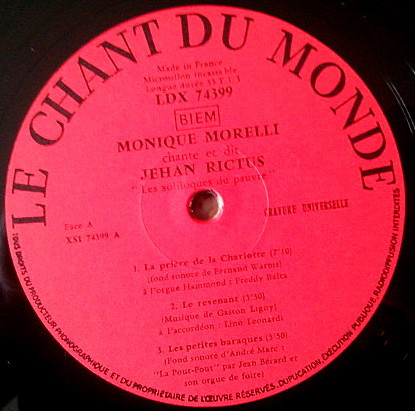 LE CHANT DU MONDE
Made in France
Microsillon incassable
Longue durée 33 T 1/3
LDX 74399
BIEM
MONIQUE MORELLI
chante et dit
JEHAN RICTUS
"Les soliloques du pauvre"
GRAVURE UNIVERSELLE
Face A
XSI 74399 A
1. La prière de la Charlotte (7'10)
(fond sonore de Fernand Warms)
à l'orgue Hammond : Freddy Balta
2. Le revenant (3'30)
(Musique de Gaston Ligny)
à l'accordéon : Lino Leonardi
3. Les petites baraques (3'50)
(Fond sonore d'André Marc :
"La Pour-Pout" par Jean Bérard et
son orgue de foire)
TOUS DROITS DU PRODUCTEUR PHONOGRAPHIQUE ET DU PROPRIÉTAIRE DE L'ŒUVRE RÉSERVÉS. DUPLICATION, EXÉCUTION PUBLIQUE, RADIODIFFUSION INTERDITES